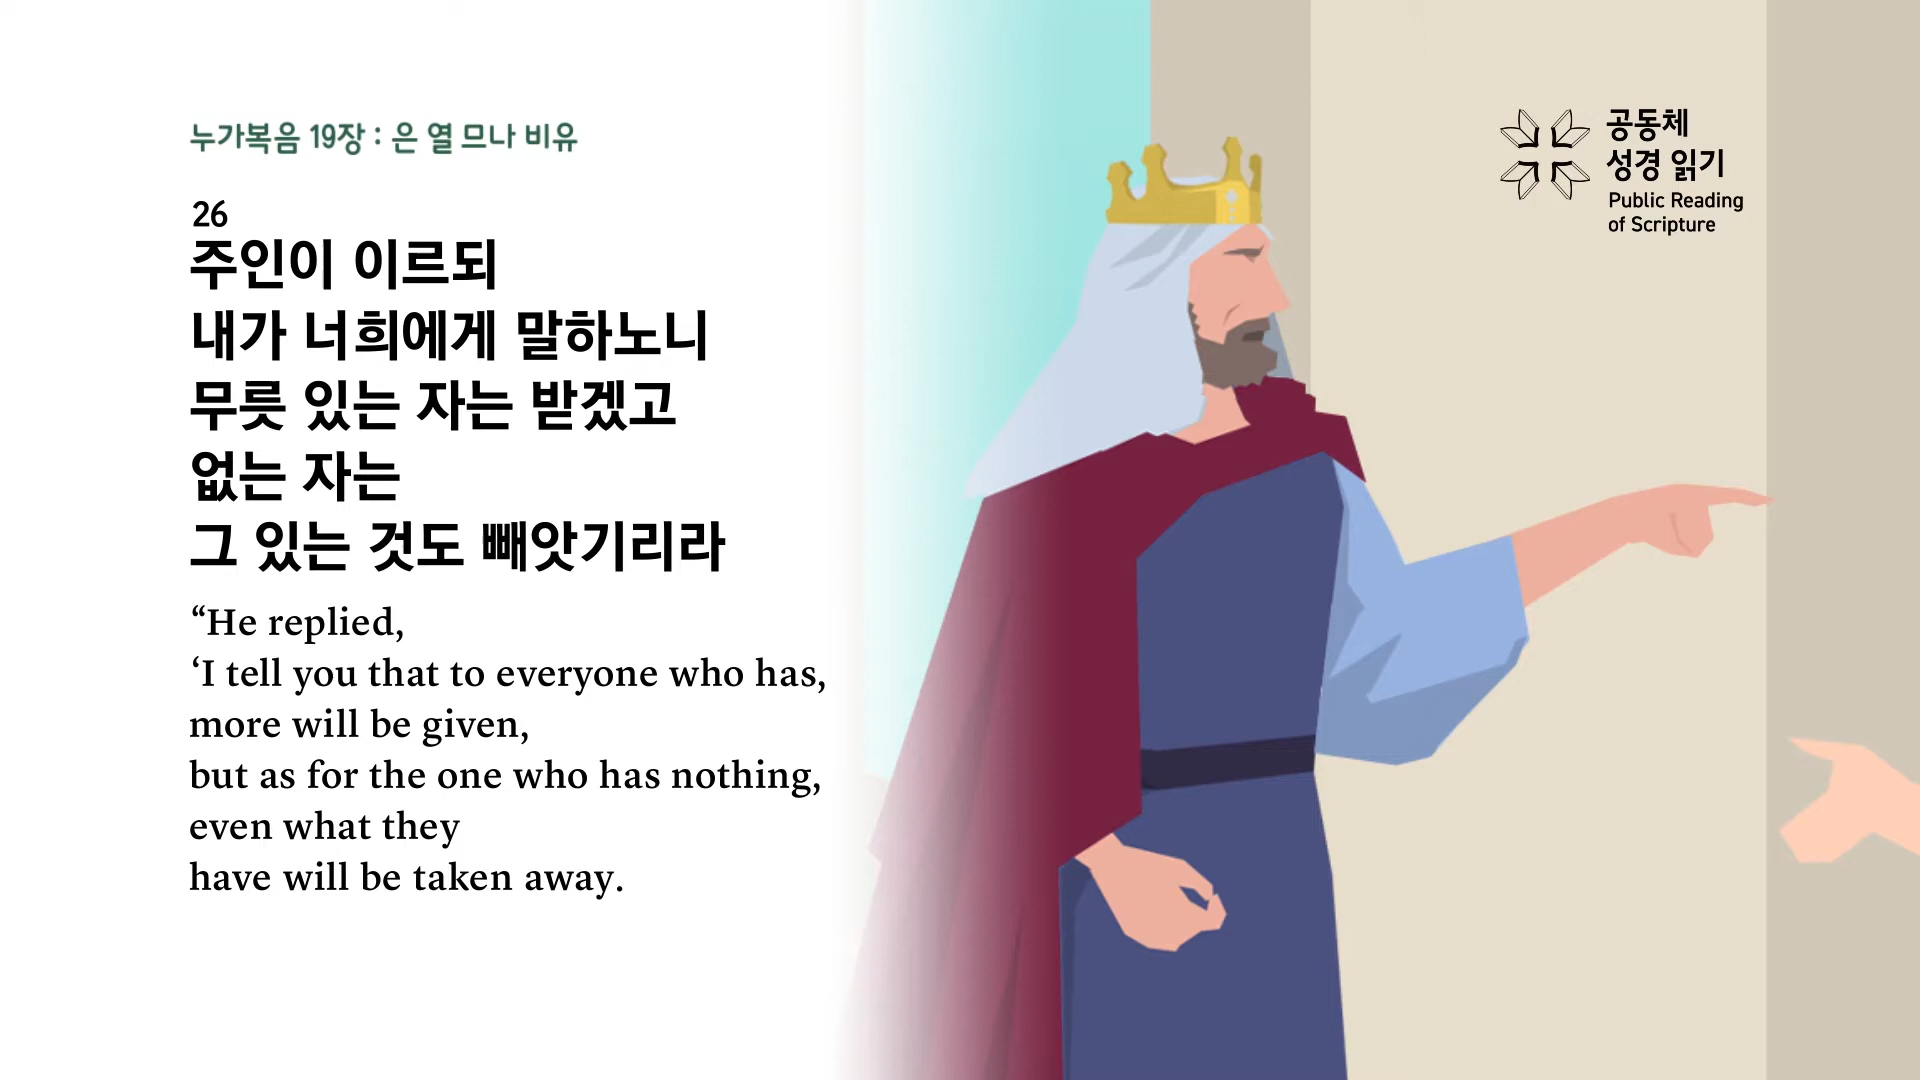 누가복음 19장 : 은 열 므나 비유
26
주인이 이르되
내가 너희에게 말하노니
무릇 있는 자는 받겠고
없는 자는
그 있는 것도 빼앗기리라
“He replied,
‘I tell you that to everyone who has,
more will be given,
but as for the one who has nothing,
even what they
have will be taken away.
공동체
성경 읽기
Public Reading
of Scripture